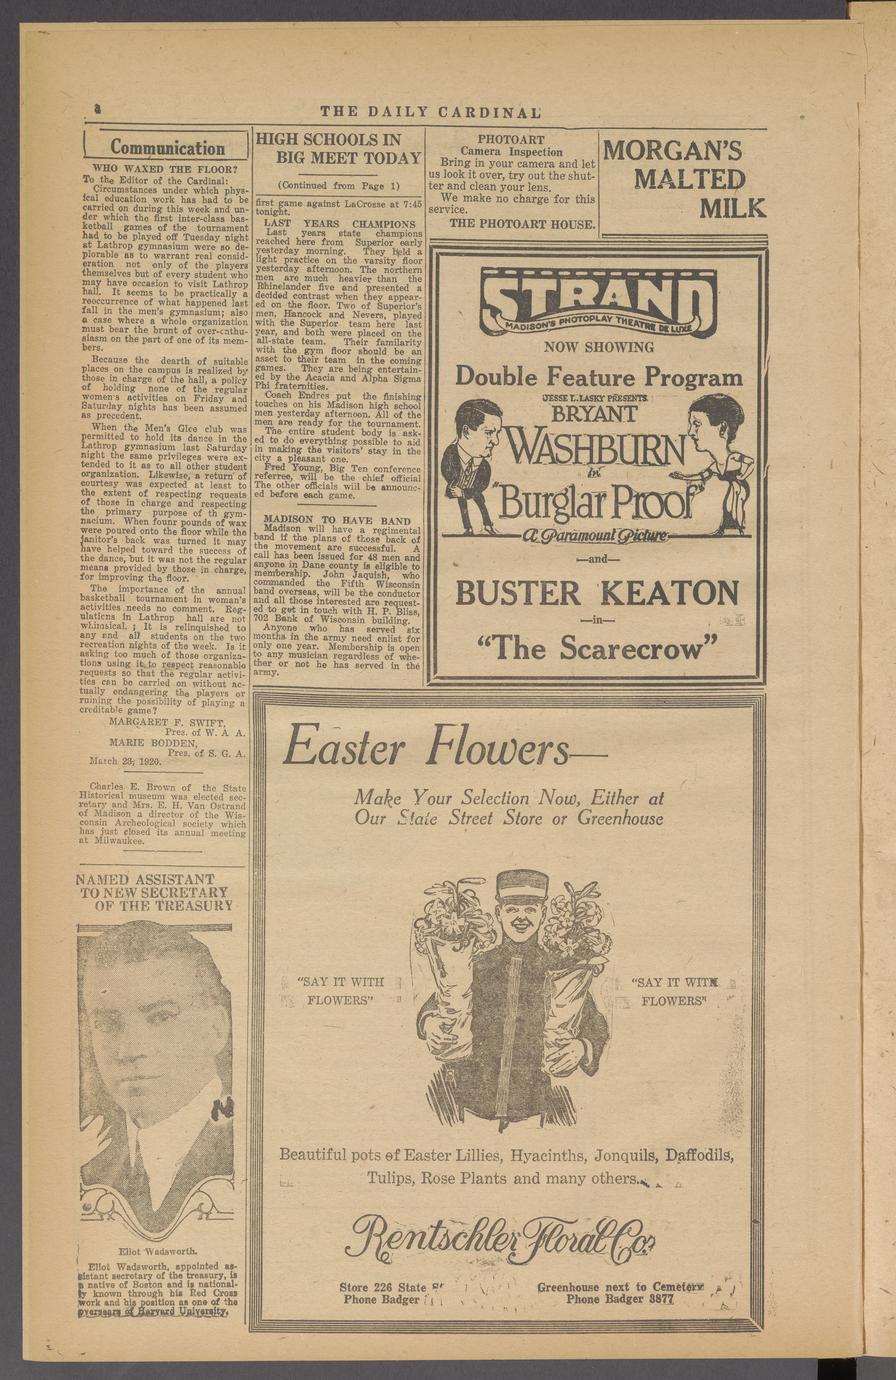 THE DAILY CARDINAL
Communication
WHO WAXED THE FLOOR?
To the Editor of the Cardinal:
Circumstances under which phys-
ical education work has had to be
carried on during this week and un-
der which the first inter-class bas-
ketball games of the tournament
had to be played off Tuesday night
at Lathrop gymnasium were so de-
plorable as to warrant real consid-
eration not only of the players
themselves but of every student who
may have occasion to visit Lathrop
hall. It seems to be practically a
reoccurrence of what happened last
fall in the men's gymnasium; also
a case where a whole organization
must bear the brunt of over-enthu-
siasm on the part of one of its mem-
bers.
Because the dearth of suitable
places on the campus is realized by
those in charge of the hall, a policy
of holding none of the regular
women's activities on Friday and
Saturday nights has been assumed
as precedent.
When the Men's Glee club was
permitted to hold its dance in the
Lathrop gymnasium last Saturday
night the same privileges were ex-
tended to it as to all other student
organization. Likewise, a return of
courtesy was expected at least to
the extent of respecting requests
of those in charge and respecting
the primary purpose of th gym-
nacium. When founr pounds of wax
were poured onto the floor while the
janitor's back was turned it may
have helped toward the success of
the dance, but it was not the regular
means provided by those in charge,
for improving the floor.
The importance of the annual
basketball tournament in woman's
activities needs no comment. Reg-
ulations in Lathrop hall are not
whimsical. ; It is relinquished to
any and all students on the two
recreation nights of the week. Is it
asking too much of those organiza-
tions using it to respect reasonable
requests so that the regular activi-
ties can be carried on without ac-
tually endangering the players or
ruining the possibility of playing a
creditable game?
MARGARET F. SWIFT,
Pres. of W. A A.
MARIE BODDEN,
Pres. of S. G. A.
March 23, 1920.
Charles E. Brown of the State
Historical museum was elected sec-
retary and Mrs. E. H. Van Ostrand
of Madison a director of the Wis-
consin Archeological society which
has just closed its annual meeting
at Milwaukee.
NAMED ASSISTANT
TO NEW SECRETARY
OF THE TREASURY
Eliot Wadsworth.
Eliot Wadsworth, appointed as-
sistant secretary of the treasury, is
a native of Boston and is national-
ly known through his Red Cross
work and his position as one of the
overseers of Harvard University.
HIGH SCHOOLS IN
BIG MEET TODAY
(Continued from Page 1)
first game against LaCrosse at 7:45
tonight.
LAST YEARS CHAMPIONS
Last years state champions
reached here from Superior early
yesterday morning. They held a
light practice on the varsity floor
yesterday afternoon. The northern
men are much heavier than the
Rhinelander five and presented a
decided contrast when they appear-
ed on the floor. Two of Superior's
men, Hancock and Nevers, played
with the Superior team here last
year, and both were placed on the
all-state team. Their familarity
with the gym floor should be an
asset to their team in the coming
games. They are being entertain-
ed by the Acacia and Alpha Sigma
Phi fraternities.
Coach Endres put the finishing
touches on his Madison high school
men yesterday afternoon. All of the
men are ready for the tournament.
The entire student body is ask-
ed to do everything possible to aid
in making the visitors' stay in the
city a pleasant one.
Fred Young, Big Ten conference
referree, will be the chief official
The other officials will be announc-
ed before each game.
MADISON TO HAVE BAND
Madison will have a regimental
band if the plans of those back of
the movement are successful. A
call has been issued for 48 men and
anyone in Dane county is eligible to
membership. John Jaquish, who
commanded the Fifth Wisconsin
band overseas, will be the conductor
and all those interested are request-
ed to get in touch with H. P. Bliss,
702 Bank of Wisconsin building.
Anyone who has served six
months in the army need enlist for
only one year. Membership is open
to any musician regardless of whe-
ther or not he has served in the
army.
PHOTOART
Camera Inspection
Bring in your camera and let
us look it over, try out the shut-
ter and clean your lens.
We make no charge for this
service.
THE PHOTOART HOUSE.
MORGAN'S
MALTED
MILK
STRAND
MADISON'S PHOTOPLAY THEATRE DE LUXE
NOW SHOWING
Double Feature Program
JESSE L. LASKY PRESENTS
BRYANT
WASHBURN
in
"Burglar Proof"
A Paramount Picture
—and—
BUSTER KEATON
—in—
"The Scarecrow"
Easter Flowers—
Make Your Selection Now, Either at
Our State Street Store or Greenhouse
"SAY IT WITH
FLOWERS"
"SAY IT WITH
FLOWERS"
Beautiful pots of Easter Lillies, Hyacinths, Jonquils, Daffodils,
Tulips, Rose Plants and many others.
Rentschler Floral Co.
Store 226 State
Phone Badger
Greenhouse next to Cemetery
Phone Badger 3877